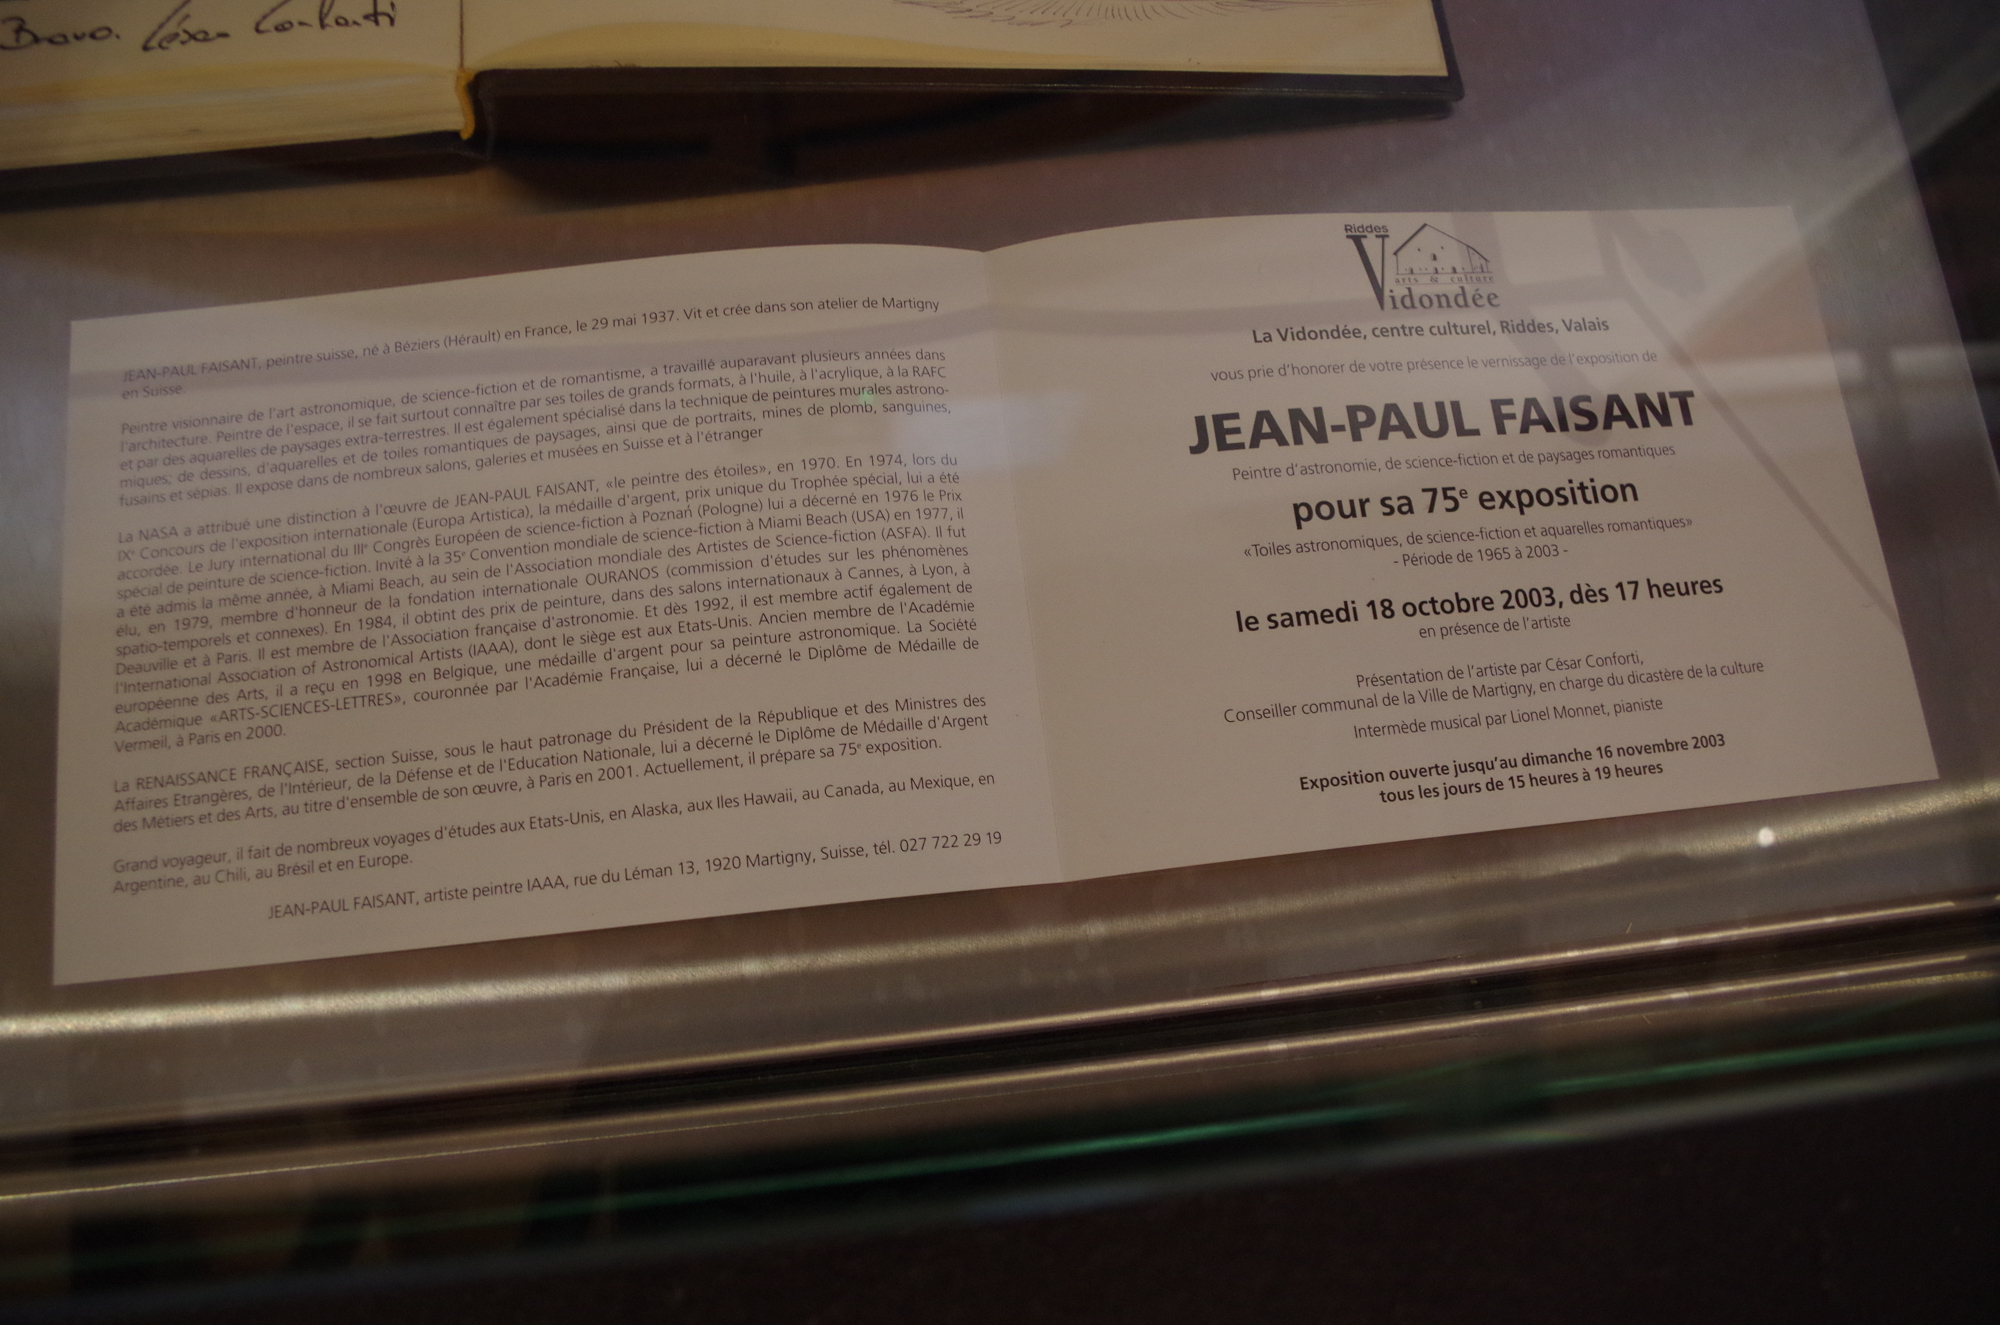 Bravo. César Conforti
JEAN-PAUL FAISANT, peintre suisse, né à Béziers (Hérault) en France, le 29 mai 1937. Vit et crée dans son atelier de Martigny
en Suisse.
Peintre visionnaire de l'art astronomique, de science-fiction et de romantisme, a travaillé auparavant plusieurs années dans
l'architecture. Peintre de l'espace, il se fait surtout connaître par ses toiles de grands formats, à l'huile, à l'acrylique, à la RAFC
et par des aquarelles de paysages extra-terrestres. Il est également spécialisé dans la technique de peintures murales astrono-
miques; de dessins, d'aquarelles et de toiles romantiques de paysages, ainsi que de portraits, mines de plomb, sanguines,
fusains et sépias. Il expose dans de nombreux salons, galeries et musées en Suisse et à l'étranger
La NASA a attribué une distinction à l'œuvre de JEAN-PAUL FAISANT, «le peintre des étoiles», en 1970. En 1974, lors du
IXe Concours de l'exposition internationale (Europa Artistica), la médaille d'argent, prix unique du Trophée spécial, lui a été
accordée. Le Jury international du IIIe Congrès Européen de science-fiction à Poznań (Pologne) lui a décerné en 1976 le Prix
spécial de peinture de science-fiction. Invité à la 35e Convention mondiale de science-fiction à Miami Beach (USA) en 1977, il
a été admis la même année, à Miami Beach, au sein de l'Association mondiale des Artistes de Science-fiction (ASFA). Il fut
élu, en 1979, membre d'honneur de la fondation internationale OURANOS (commission d'études sur les phénomènes
spatio-temporels et connexes). En 1984, il obtint des prix de peinture, dans des salons internationaux à Cannes, à Lyon, à
Deauville et à Paris. Il est membre de l'Association française d'astronomie. Et dès 1992, il est membre actif également de
l'International Association of Astronomical Artists (IAAA), dont le siège est aux Etats-Unis. Ancien membre de l'Académie
européenne des Arts, il a reçu en 1998 en Belgique, une médaille d'argent pour sa peinture astronomique. La Société
Académique «ARTS-SCIENCES-LETTRES», couronnée par l'Académie Française, lui a décerné le Diplôme de Médaille de
Vermeil, à Paris en 2000.
La RENAISSANCE FRANÇAISE, section Suisse, sous le haut patronage du Président de la République et des Ministres des
Affaires Etrangères, de l'Intérieur, de la Défense et de l'Education Nationale, lui a décerné le Diplôme de Médaille d'Argent
des Métiers et des Arts, au titre d'ensemble de son œuvre, à Paris en 2001. Actuellement, il prépare sa 75e exposition.
Grand voyageur, il fait de nombreux voyages d'études aux Etats-Unis, en Alaska, aux Iles Hawaii, au Canada, au Mexique, en
Argentine, au Chili, au Brésil et en Europe.
JEAN-PAUL FAISANT, artiste peintre IAAA, rue du Léman 13, 1920 Martigny, Suisse, tél. 027 722 29 19
Riddes
arts & culture
Vidondée
La Vidondée, centre culturel, Riddes, Valais
vous prie d'honorer de votre présence le vernissage de l'exposition de
JEAN-PAUL FAISANT
Peintre d'astronomie, de science-fiction et de paysages romantiques
pour sa 75e exposition
«Toiles astronomiques, de science-fiction et aquarelles romantiques»
- Période de 1965 à 2003 -
le samedi 18 octobre 2003, dès 17 heures
en présence de l'artiste
Présentation de l'artiste par César Conforti,
Conseiller communal de la Ville de Martigny, en charge du dicastère de la culture
Intermède musical par Lionel Monnet, pianiste
Exposition ouverte jusqu'au dimanche 16 novembre 2003
tous les jours de 15 heures à 19 heures